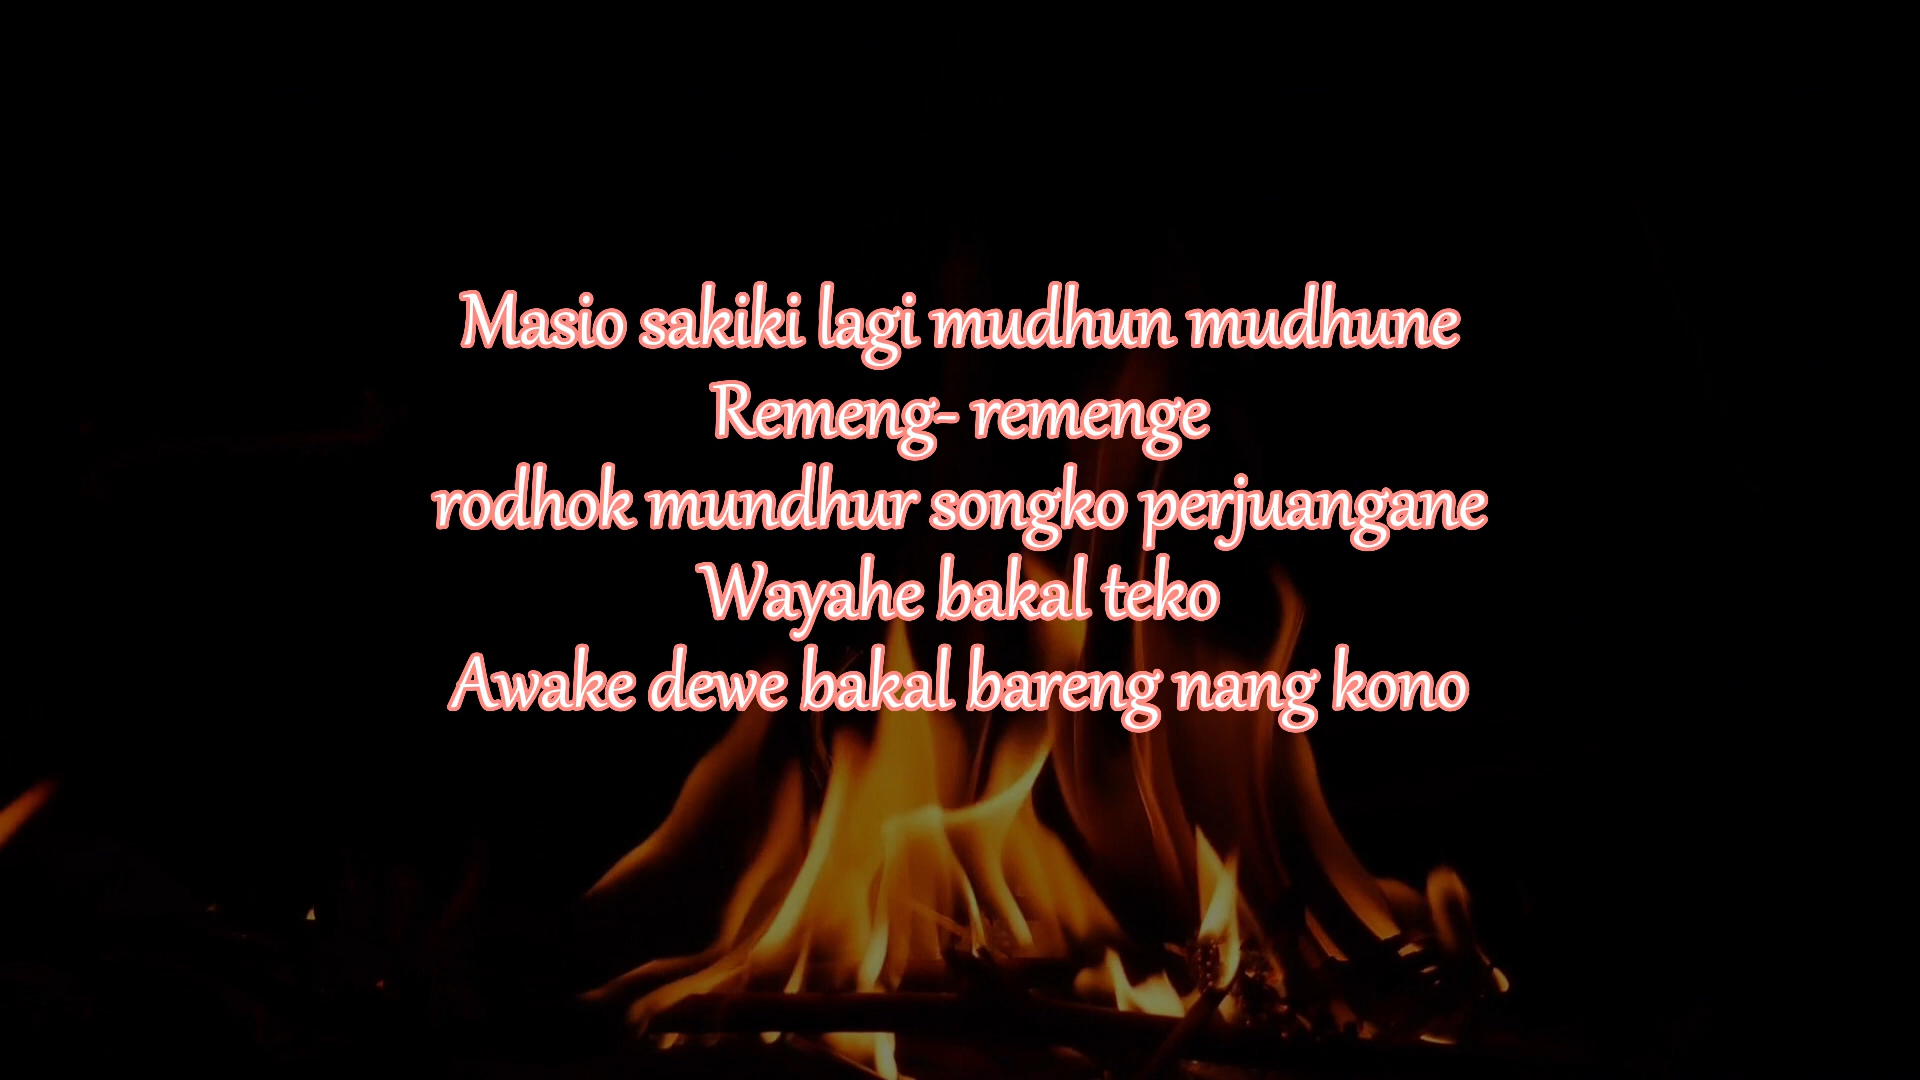 Masio sakiki lagi mudhun mudhune
Remeng- remenge
rodhok mundhur songko perjuangane
Wayahe bakal teko
Awake dewe bakal bareng nang kono